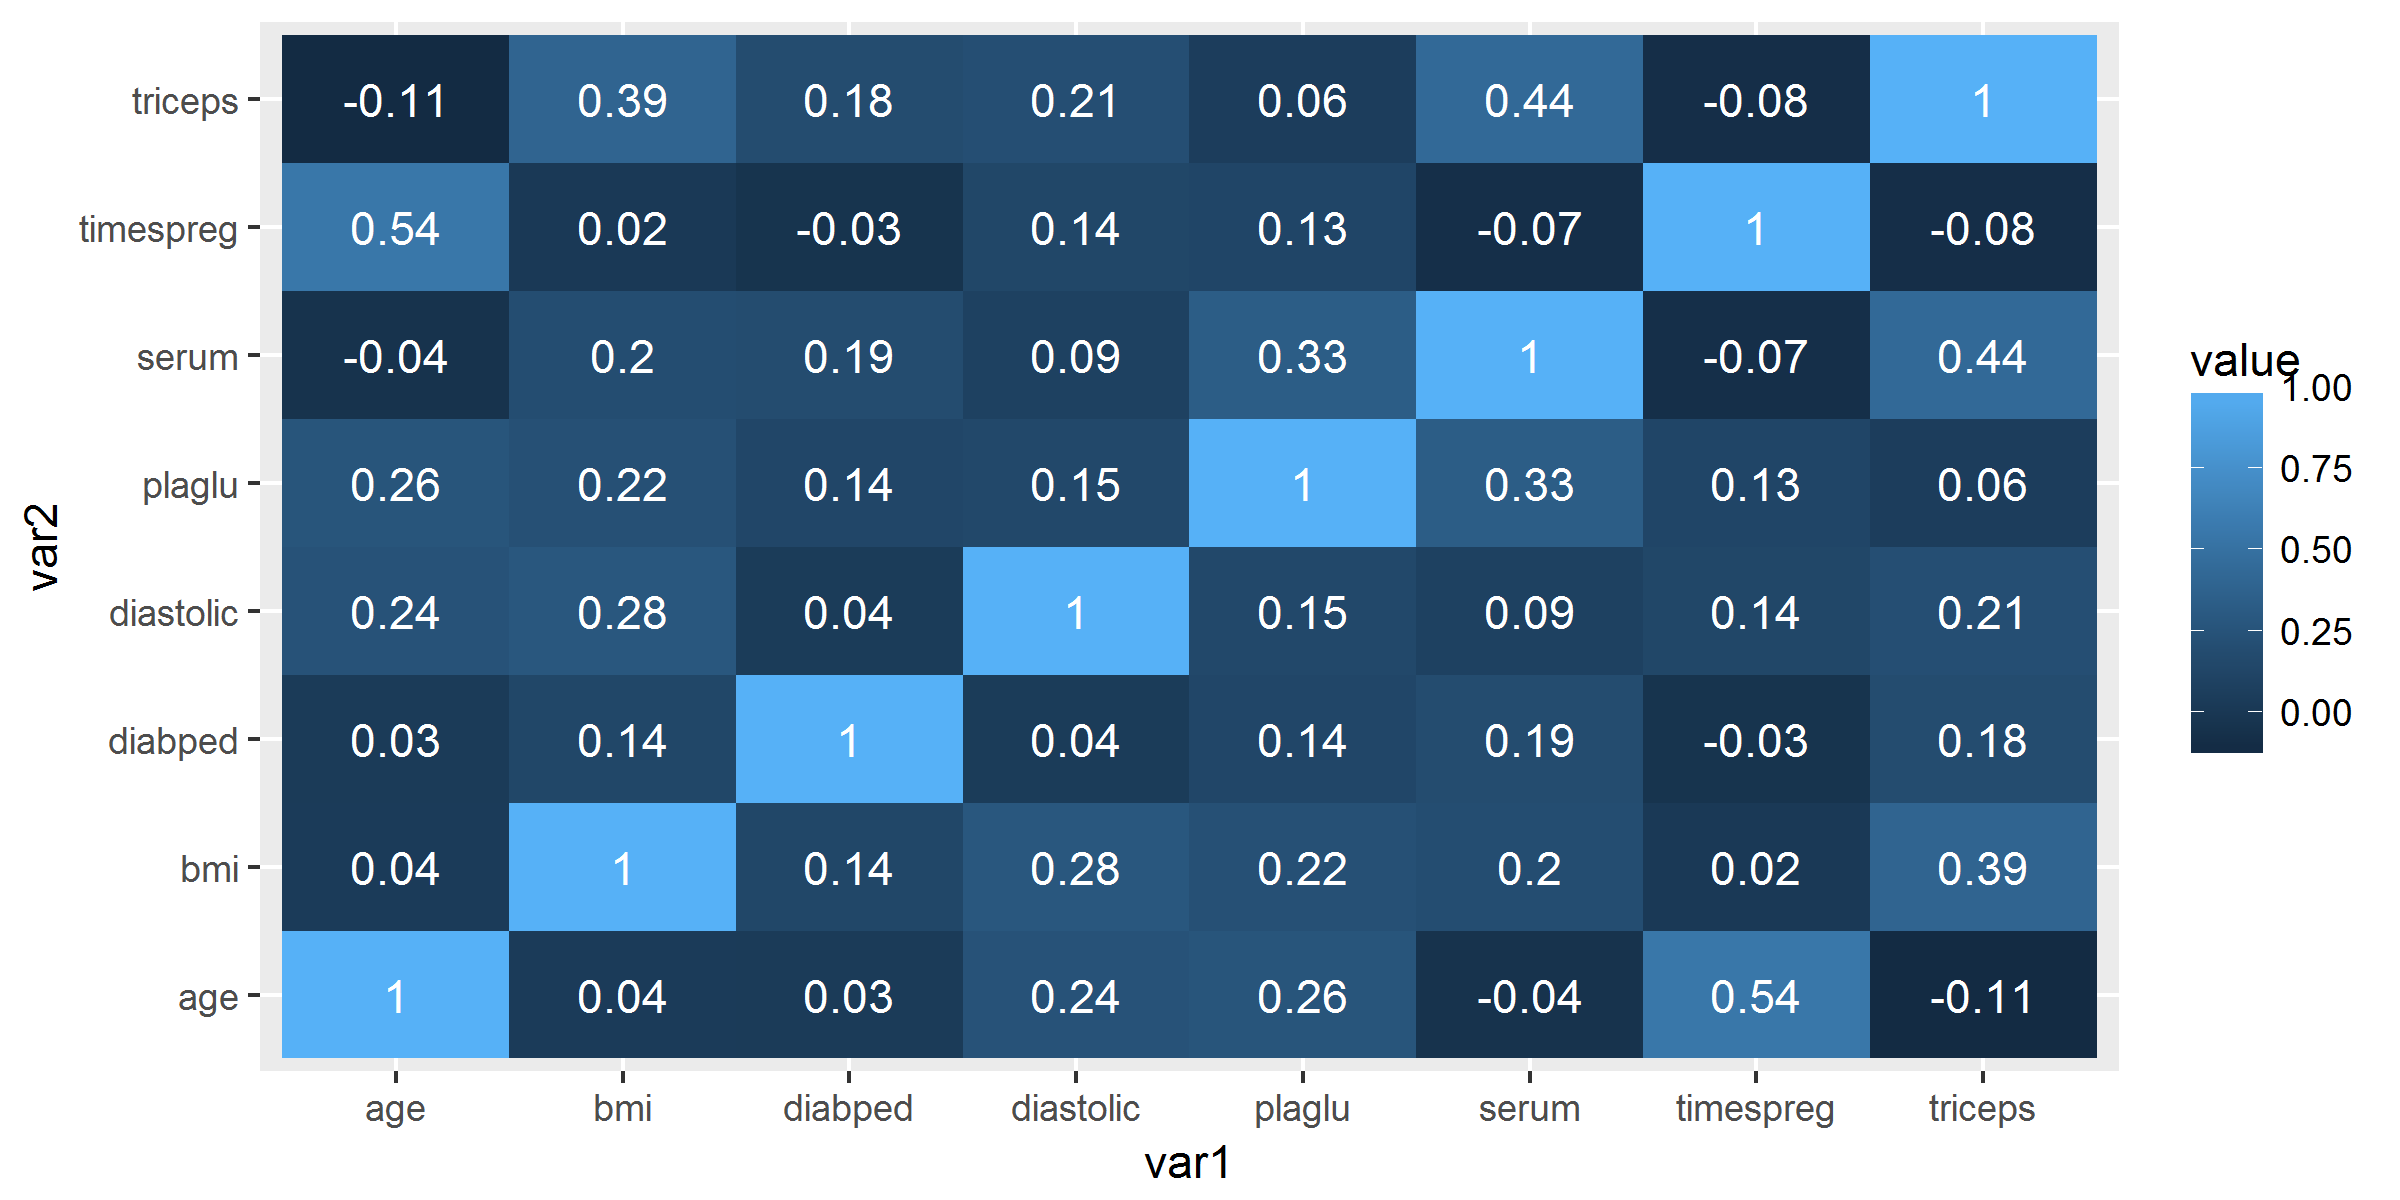 triceps -0.11 0.39 0.18 0.21 0.06 0.44 -0.08 1
timespreg 0.54 0.02 -0.03 0.14 0.13 -0.07 1 -0.08
serum -0.04 0.2 0.19 0.09 0.33 1 -0.07 0.44
plaglu 0.26 0.22 0.14 0.15 1 0.33 0.13 0.06
diastolic 0.24 0.28 0.04 1 0.15 0.09 0.14 0.21
diabped 0.03 0.14 1 0.04 0.14 0.19 -0.03 0.18
bmi 0.04 1 0.14 0.28 0.22 0.2 0.02 0.39
age 1 0.04 0.03 0.24 0.26 -0.04 0.54 -0.11
age bmi diabped diastolic plaglu serum timespreg triceps
var1
var2
value
1.00
0.75
0.50
0.25
0.00